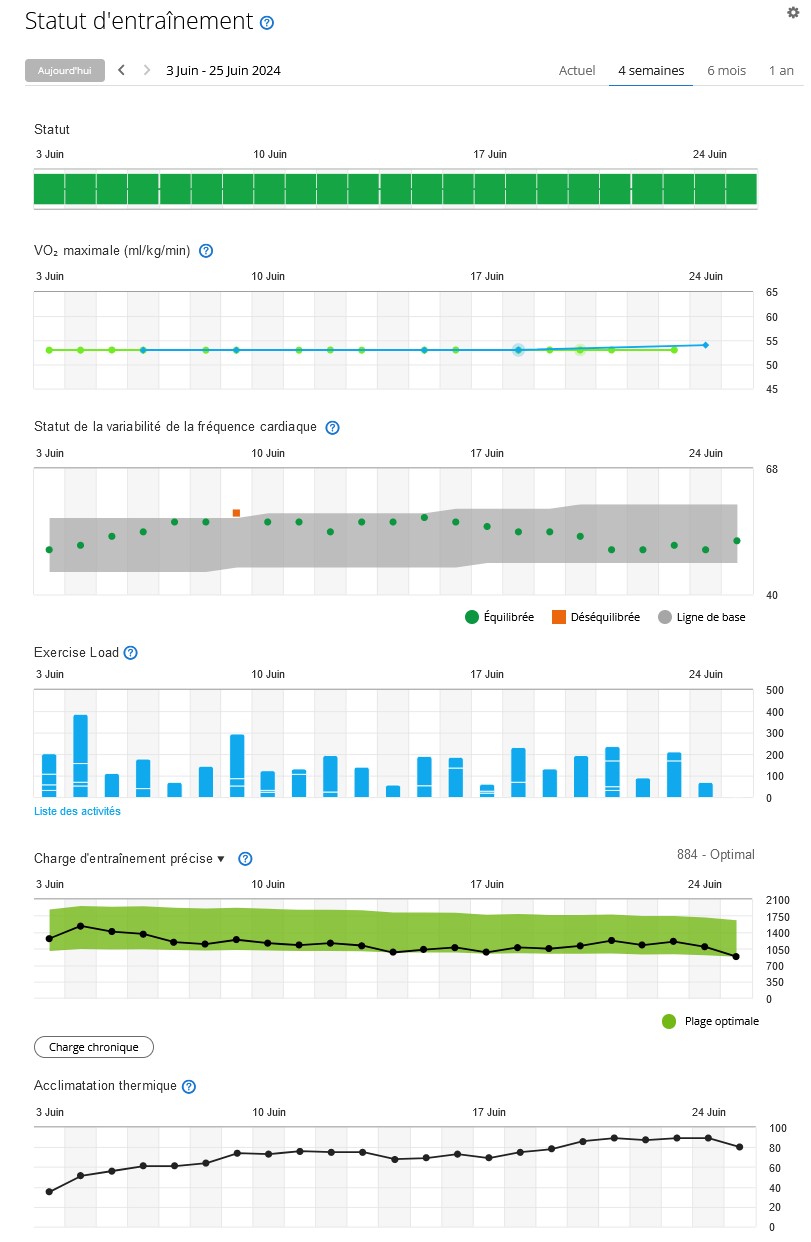 Statut d'entraînement ?
Aujourd'hui 3 Juin - 25 Juin 2024 Actuel 4 semaines 6 mois 1 an
Statut
3 Juin 10 Juin 17 Juin 24 Juin
VO₂ maximale (ml/kg/min) ?
3 Juin 10 Juin 17 Juin 24 Juin
65
60
55
50
45
Statut de la variabilité de la fréquence cardiaque ?
3 Juin 10 Juin 17 Juin 24 Juin
68
40
Équilibrée Déséquilibrée Ligne de base
Exercise Load ?
3 Juin 10 Juin 17 Juin 24 Juin
500
400
300
200
100
0
Liste des activités
Charge d'entraînement précise ▾ ? 884 - Optimal
3 Juin 10 Juin 17 Juin 24 Juin
2100
1750
1400
1050
700
350
0
Plage optimale
Charge chronique
Acclimatation thermique ?
3 Juin 10 Juin 17 Juin 24 Juin
100
80
60
40
20
0